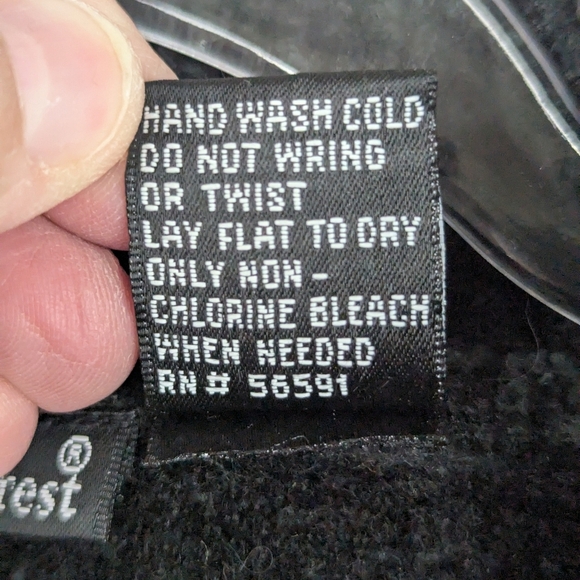 HAND WASH COLD
DO NOT WRING
OR TWIST
LAY FLAT TO DRY
ONLY NON-
CHLORINE BLEACH
WHEN NEEDED
RN# 56591
®